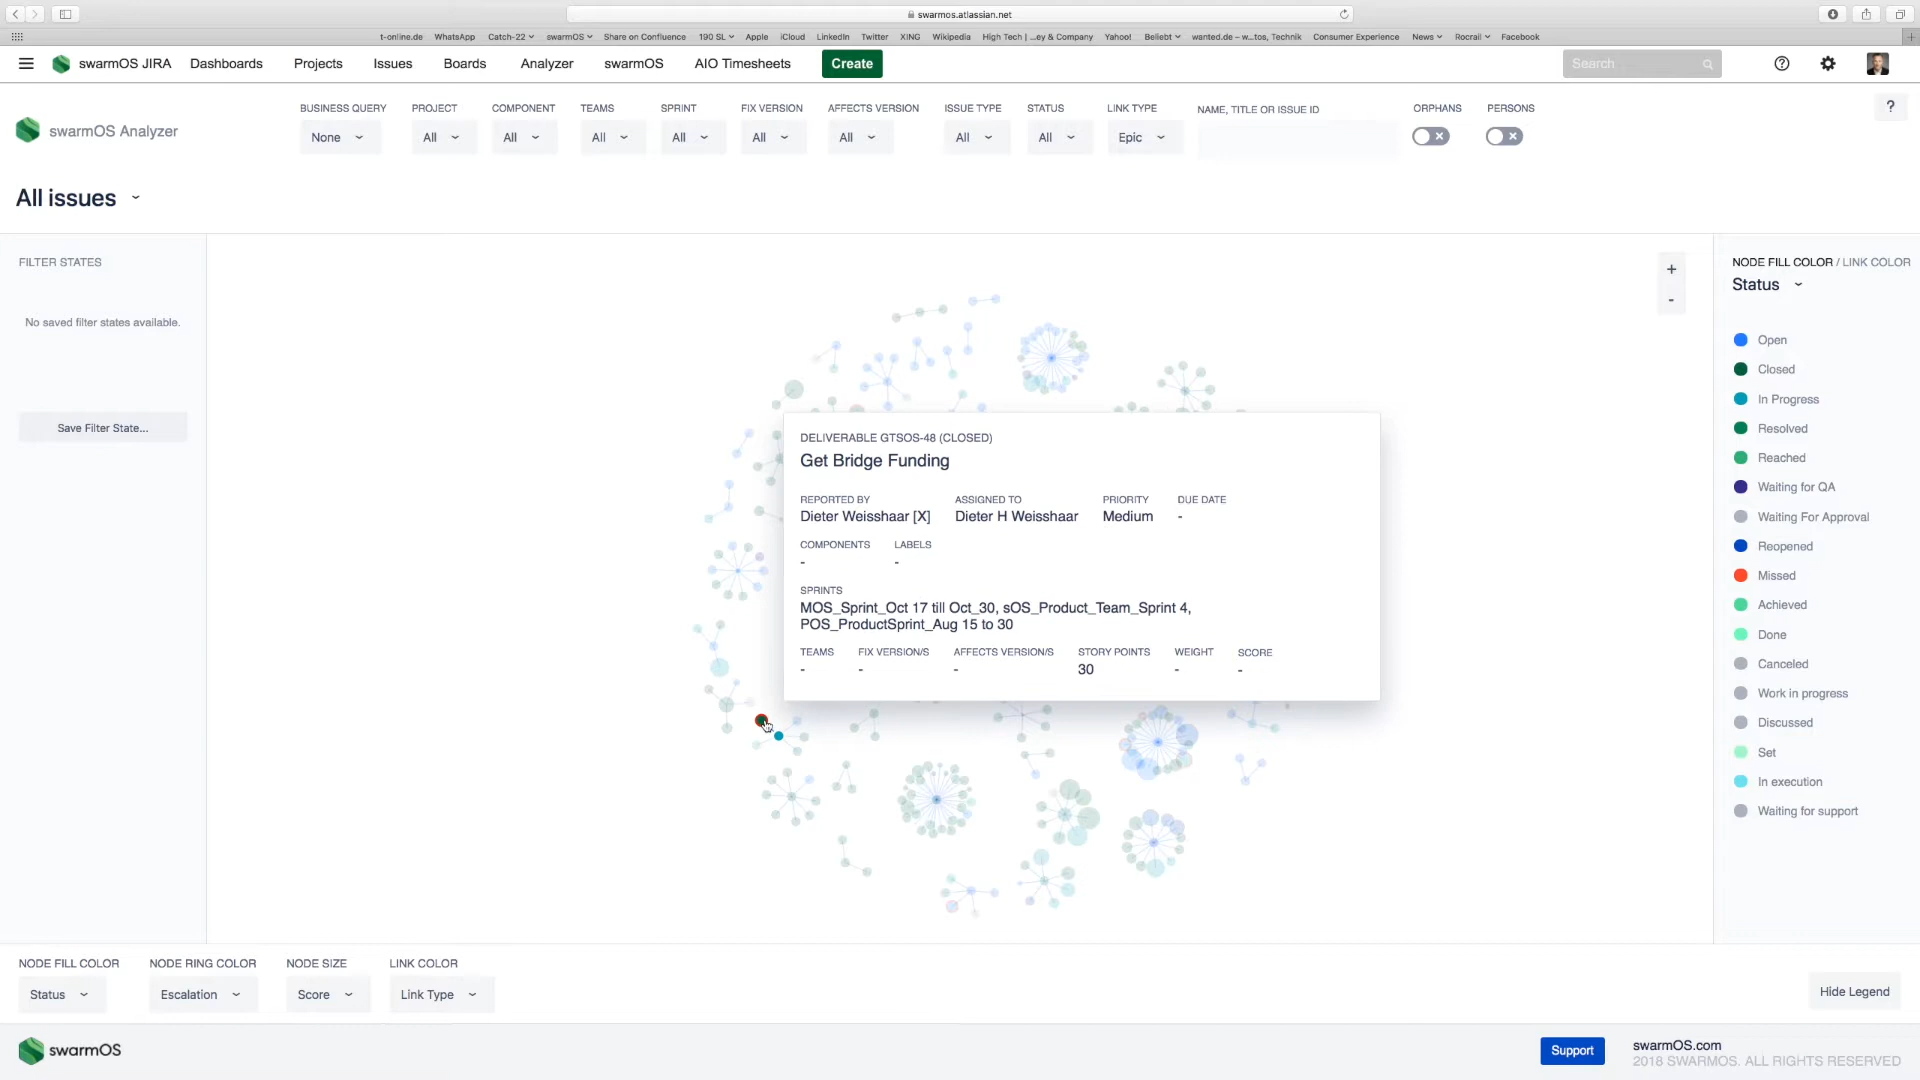 swarmos.atlassian.net
t-online.de WhatsApp Catch-22 swarmOS Share on Confluence 190 SL Apple iCloud LinkedIn Twitter XING Wikipedia High Tech | ...ey & Company Yahoo! Beliebt wanted.de – w...tos, Technik Consumer Experience News Rocrail Facebook
swarmOS JIRA Dashboards Projects Issues Boards Analyzer swarmOS AIO Timesheets Create Search
swarmOS Analyzer
BUSINESS QUERY PROJECT COMPONENT TEAMS SPRINT FIX VERSION AFFECTS VERSION ISSUE TYPE STATUS LINK TYPE NAME, TITLE OR ISSUE ID ORPHANS PERSONS ?
None All All All All All All All All Epic
All issues
FILTER STATES
No saved filter states available.
Save Filter State...
+
-
DELIVERABLE GTSOS-48 (CLOSED)
Get Bridge Funding
REPORTED BY ASSIGNED TO PRIORITY DUE DATE
Dieter Weisshaar [X] Dieter H Weisshaar Medium -
COMPONENTS LABELS
- -
SPRINTS
MOS_Sprint_Oct 17 till Oct_30, sOS_Product_Team_Sprint 4,
POS_ProductSprint_Aug 15 to 30
TEAMS FIX VERSION/S AFFECTS VERSION/S STORY POINTS WEIGHT SCORE
- - - 30 - -
NODE FILL COLOR / LINK COLOR
Status
Open
Closed
In Progress
Resolved
Reached
Waiting for QA
Waiting For Approval
Reopened
Missed
Achieved
Done
Canceled
Work in progress
Discussed
Set
In execution
Waiting for support
NODE FILL COLOR NODE RING COLOR NODE SIZE LINK COLOR
Status Escalation Score Link Type
Hide Legend
swarmOS
Support
swarmOS.com
2018 SWARMOS. ALL RIGHTS RESERVED